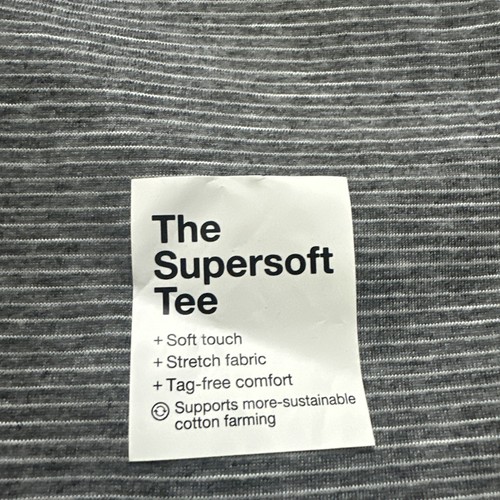 The
Supersoft
Tee
+ Soft touch
+ Stretch fabric
+ Tag-free comfort
Supports more-sustainable
cotton farming